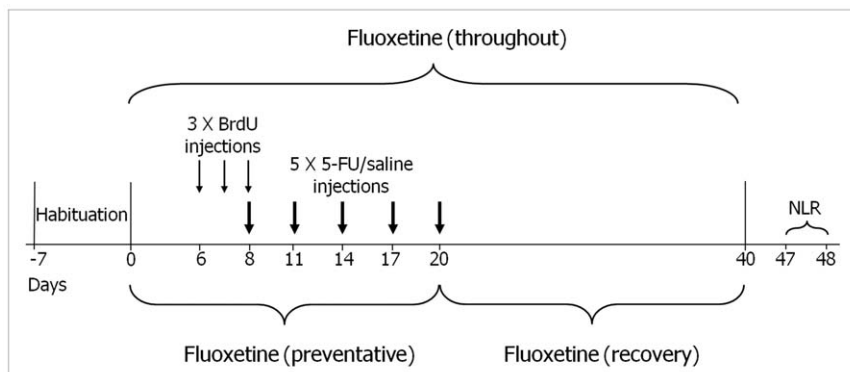 Fluoxetine (throughout)
3 X BrdU
injections
5 X 5-FU/saline
injections
Habituation
NLR
-7 0 6 8 11 14 17 20 40 47 48
Days
Fluoxetine (preventative) Fluoxetine (recovery)